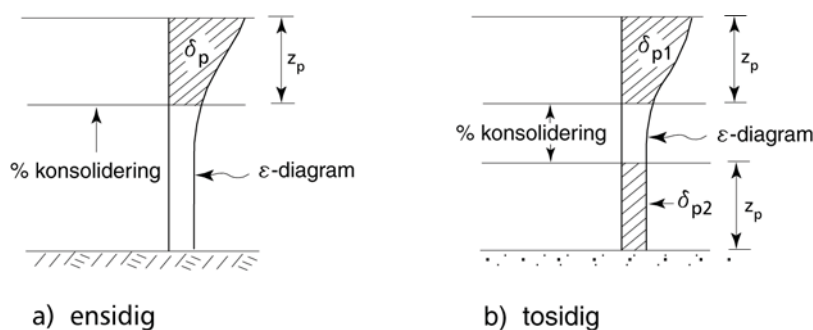 δp
zp
% konsolidering
ε-diagram
a) ensidig
δp1
zp
% konsolidering
ε-diagram
δp2
zp
b) tosidig